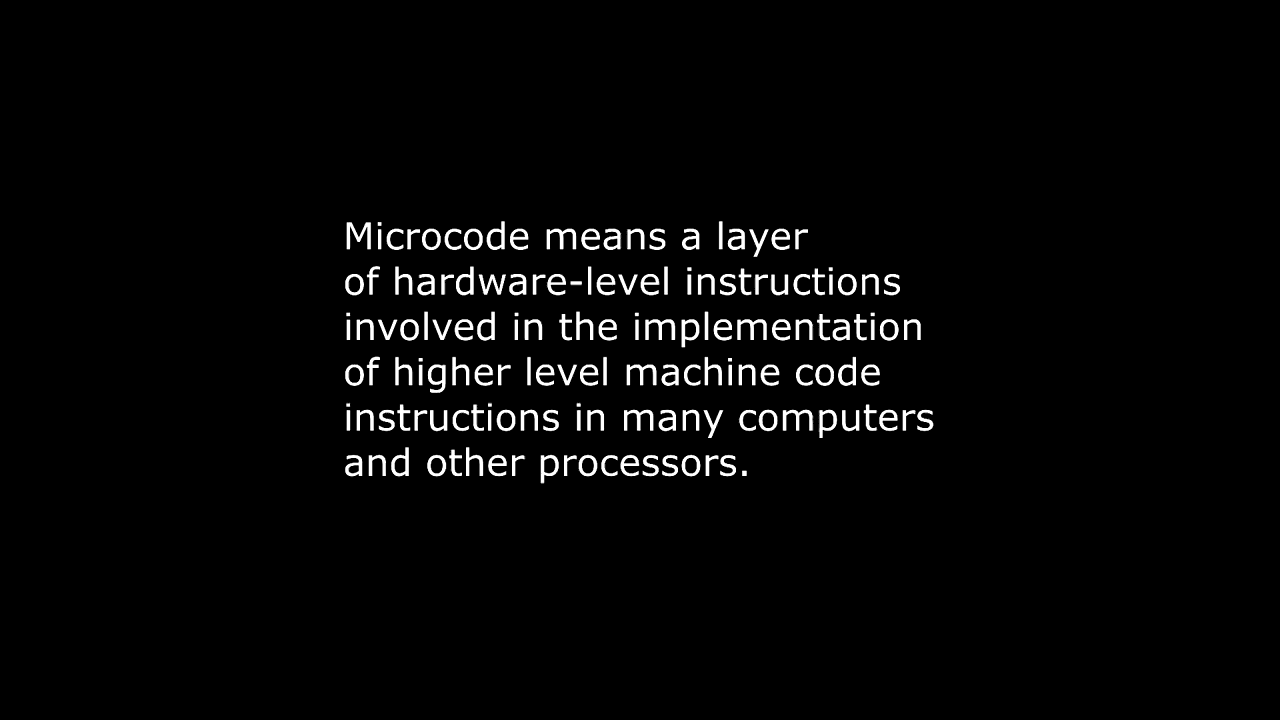 Microcode means a layer
of hardware-level instructions
involved in the implementation
of higher level machine code
instructions in many computers
and other processors.